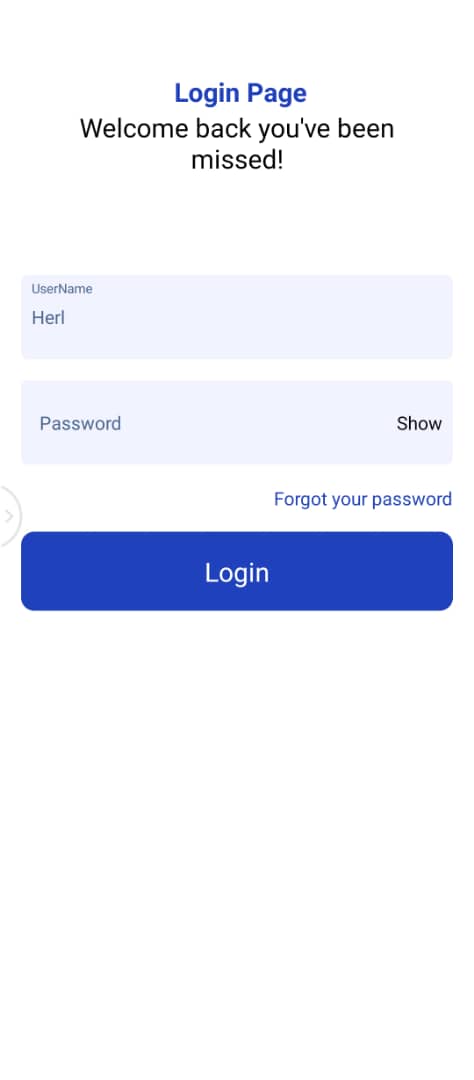 Login Page
Welcome back you've been
missed!
UserName
Herl
Password
Show
Forgot your password
Login